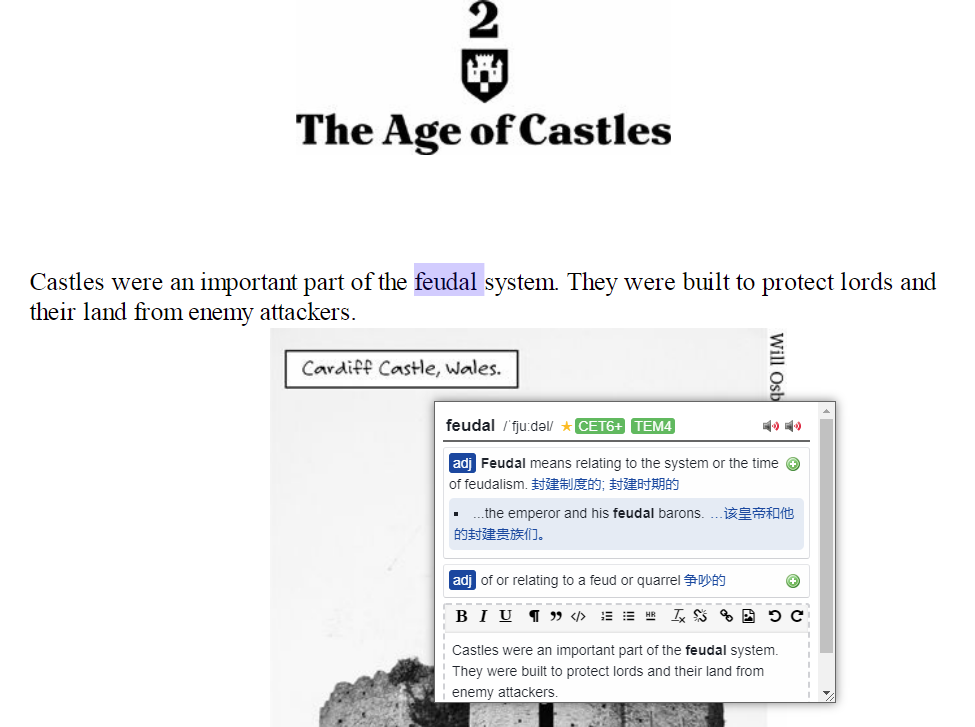 2
The Age of Castles
Castles were an important part of the feudal system. They were built to protect lords and
their land from enemy attackers.
Cardiff Castle, Wales.
Will Osb
feudal /ˈfjuːdəl/ ★ CET6+ TEM4
adj Feudal means relating to the system or the time
of feudalism. 封建制度的; 封建时期的
▪ ...the emperor and his feudal barons. …该皇帝和他
的封建贵族们。
adj of or relating to a feud or quarrel 争吵的
B I U ¶ ” </> HR Tx
Castles were an important part of the feudal system.
They were built to protect lords and their land from
enemy attackers.